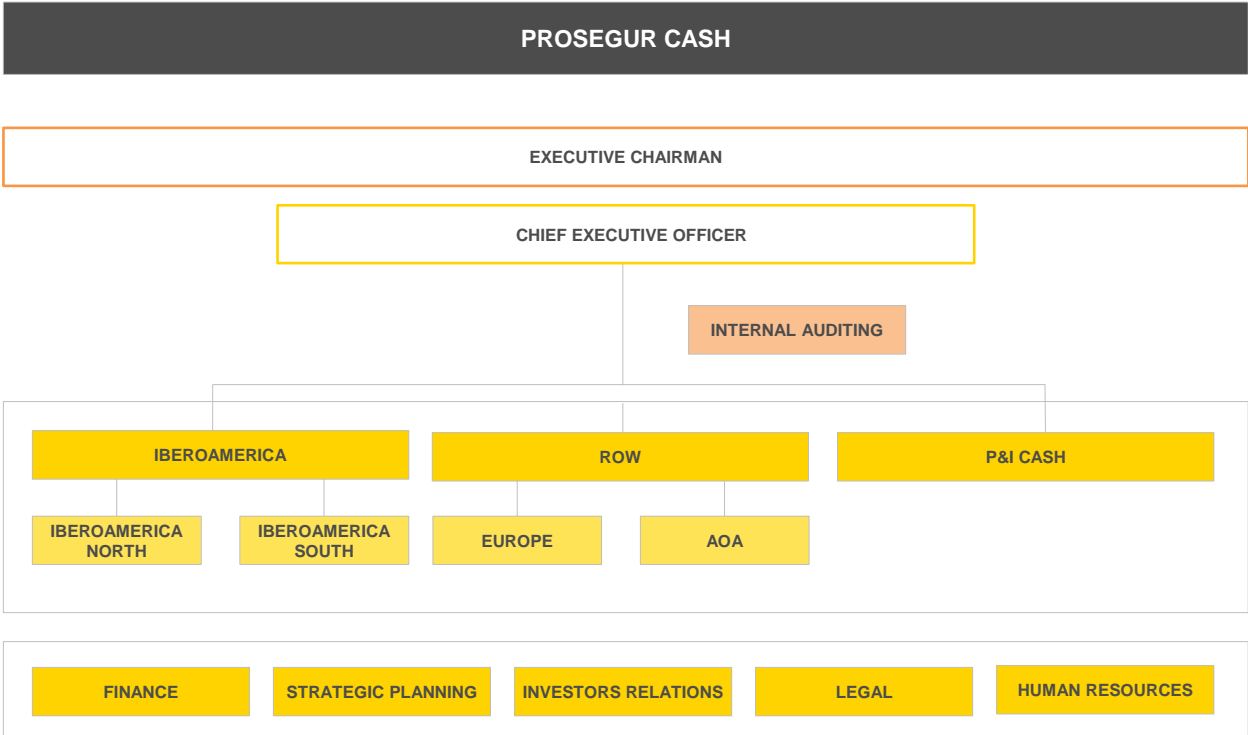 PROSEGUR CASH
EXECUTIVE CHAIRMAN
CHIEF EXECUTIVE OFFICER
INTERNAL AUDITING
IBEROAMERICA
ROW
P&I CASH
IBEROAMERICA
NORTH
IBEROAMERICA
SOUTH
EUROPE
AOA
FINANCE
STRATEGIC PLANNING
INVESTORS RELATIONS
LEGAL
HUMAN RESOURCES